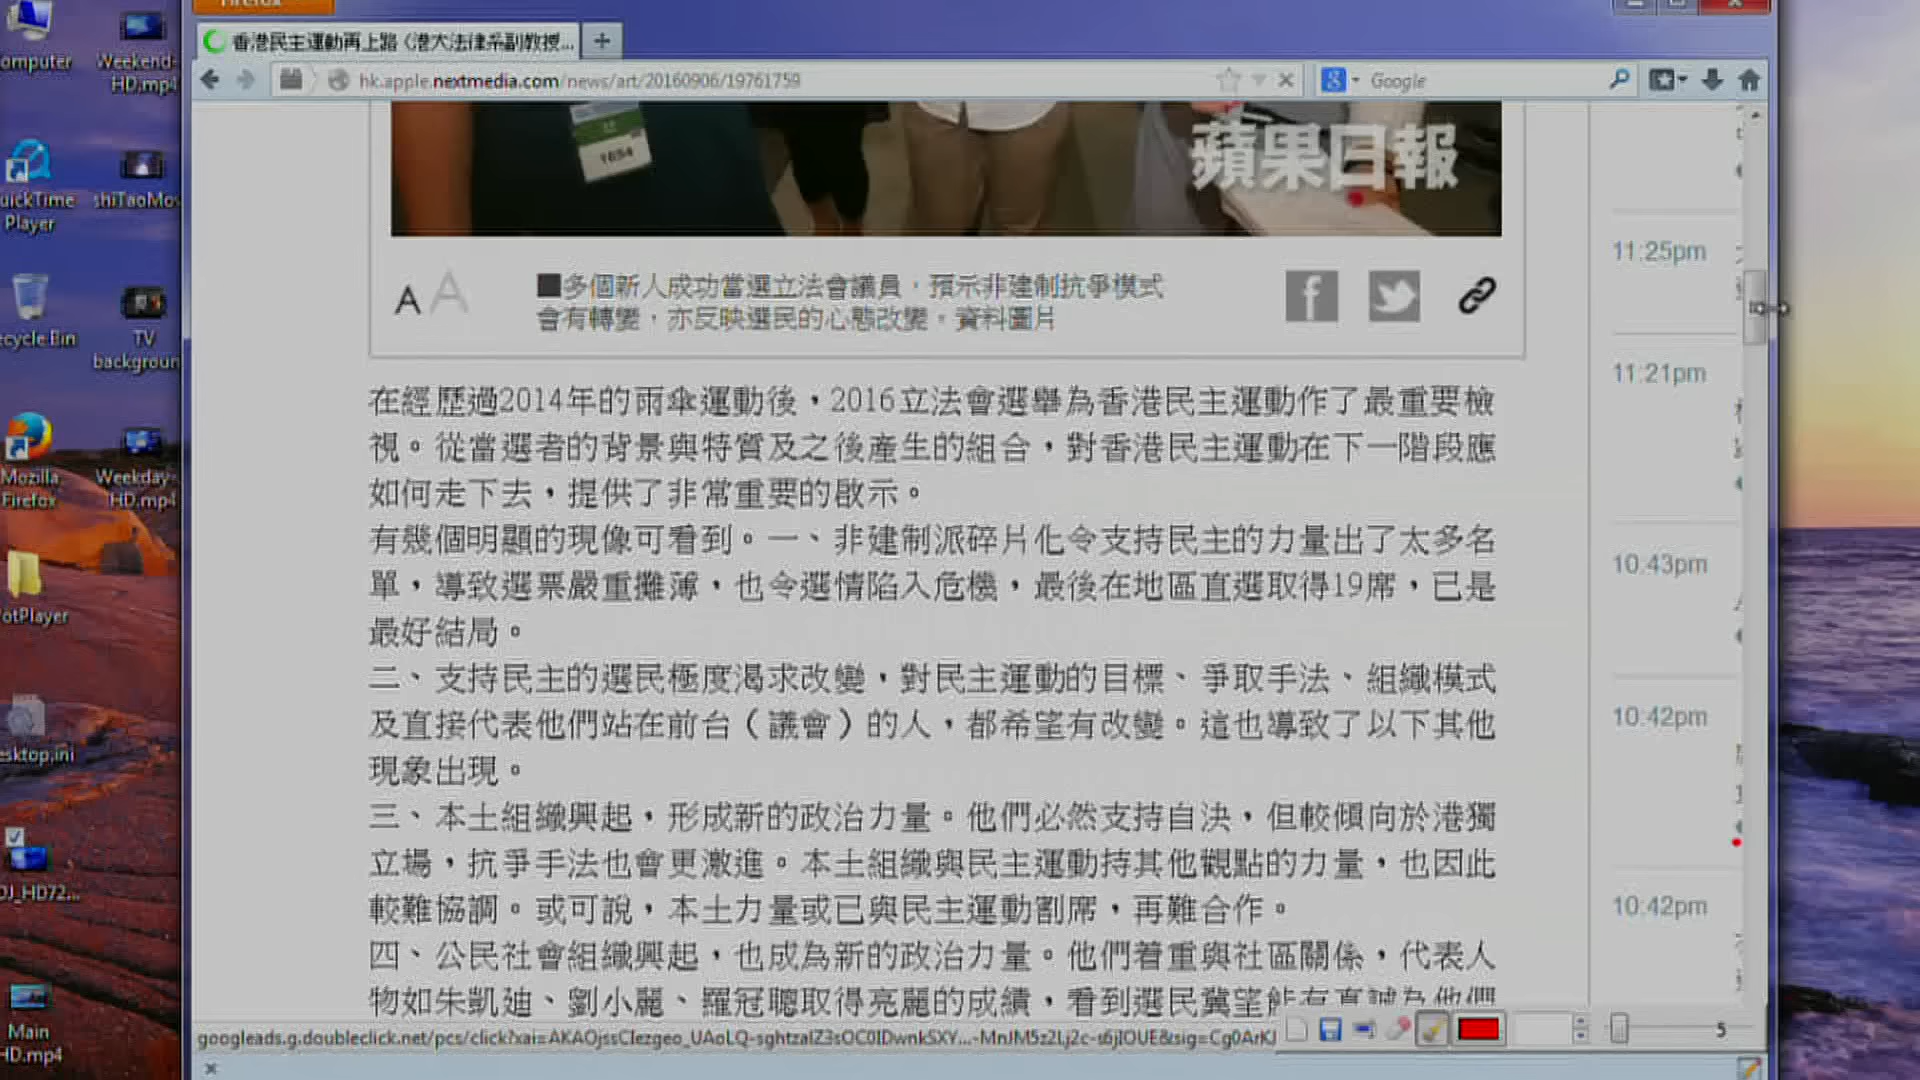 Firefox
香港民主運動再上路（港大法律系副教授...
hk.apple.nextmedia.com/news/art/20160906/19761759
Google
Weekend-
HD.mp4
shiTaoMos
Player
TV
backgroun
Mozilla
Firefox
Weekday-
HD.mp4
Main
HD.mp4
1654
蘋果日報
A A
■多個新人成功當選立法會議員，預示非建制抗爭模式
會有轉變，亦反映選民的心態改變。資料圖片
在經歷過2014年的雨傘運動後，2016立法會選舉為香港民主運動作了最重要檢
視。從當選者的背景與特質及之後產生的組合，對香港民主運動在下一階段應
如何走下去，提供了非常重要的啟示。
有幾個明顯的現像可看到。一、非建制派碎片化令支持民主的力量出了太多名
單，導致選票嚴重攤薄，也令選情陷入危機，最後在地區直選取得19席，已是
最好結局。
二、支持民主的選民極度渴求改變，對民主運動的目標、爭取手法、組織模式
及直接代表他們站在前台（議會）的人，都希望有改變。這也導致了以下其他
現象出現。
三、本土組織興起，形成新的政治力量。他們必然支持自決，但較傾向於港獨
立場，抗爭手法也會更激進。本土組織與民主運動持其他觀點的力量，也因此
較難協調。或可說，本土力量或已與民主運動割席，再難合作。
四、公民社會組織興起，也成為新的政治力量。他們着重與社區關係，代表人
物如朱凱迪、劉小麗、羅冠聰取得亮麗的成績，看到選民冀望能有真誠為他們
11:25pm
11:21pm
10:43pm
10:42pm
10:42pm
5